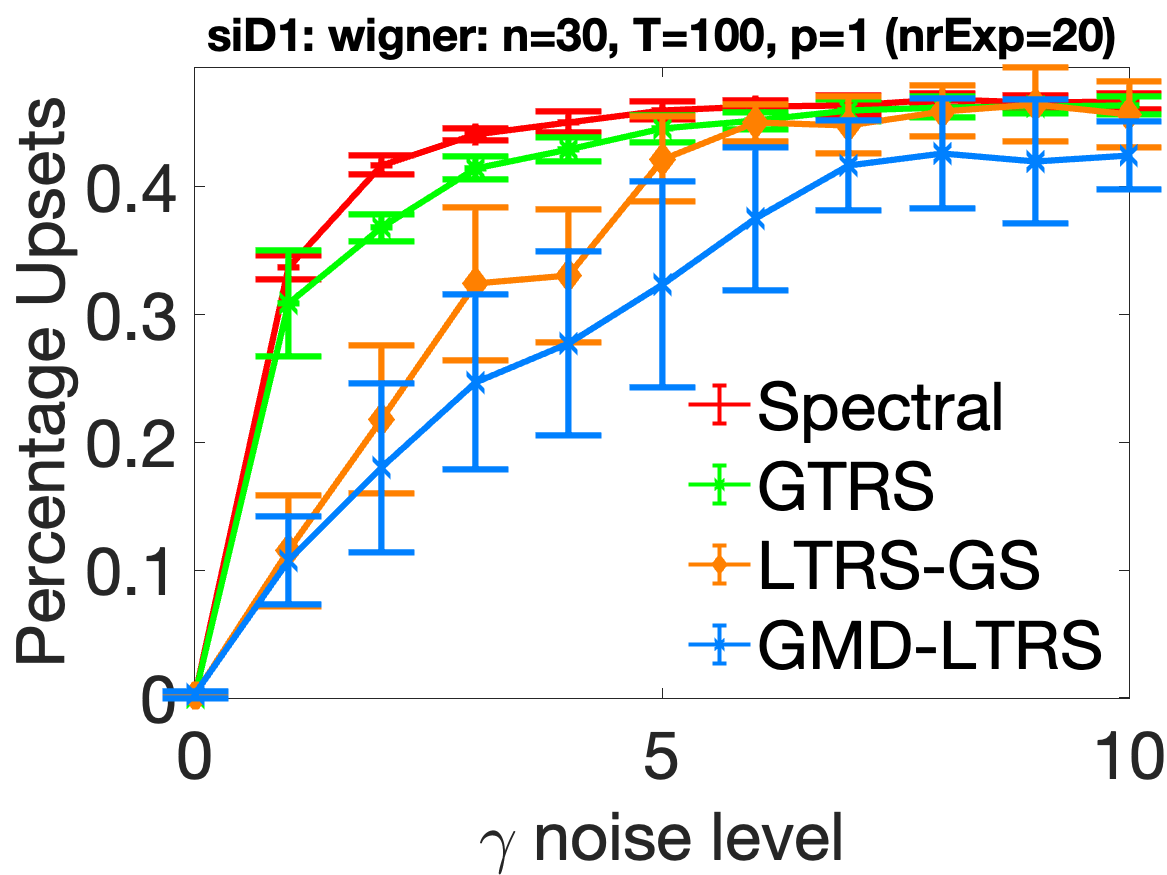 siD1: wigner: n=30, T=100, p=1 (nrExp=20)
Percentage Upsets
0.4
0.3
0.2
0.1
0
0
5
10
γ noise level
Spectral
GTRS
LTRS-GS
GMD-LTRS